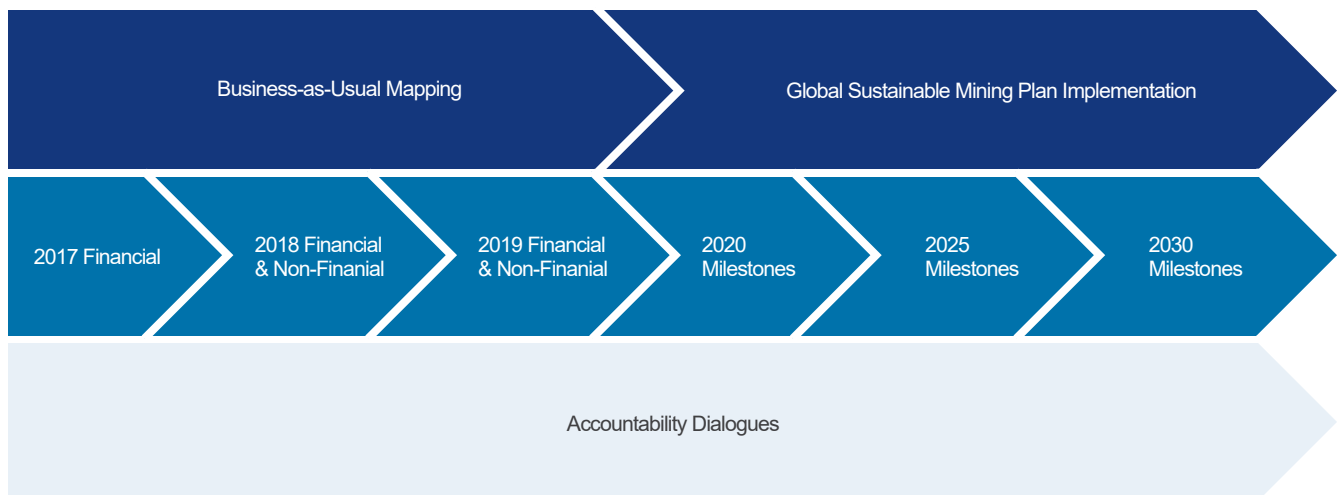 Business-as-Usual Mapping
Global Sustainable Mining Plan Implementation
2017 Financial
2018 Financial
& Non-Finanial
2019 Financial
& Non-Finanial
2020
Milestones
2025
Milestones
2030
Milestones
Accountability Dialogues